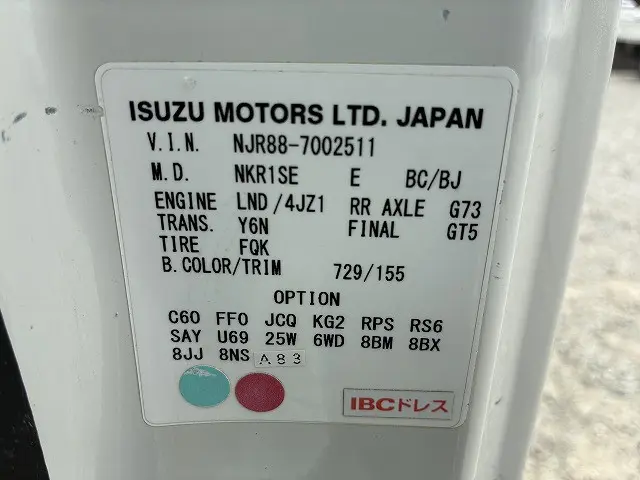 ISUZU MOTORS LTD. JAPAN
V.I.N. NJR88-7002511
M.D. NKR1SE E BC/BJ
ENGINE LND/4JZ1 RR AXLE G73
TRANS. Y6N FINAL GT5
TIRE FQK
B.COLOR/TRIM 729/155
OPTION
C60 FF0 JCQ KG2 RPS RS6
SAY U69 25W 6WD 8BM 8BX
8JJ 8NS A83
IBCドレス